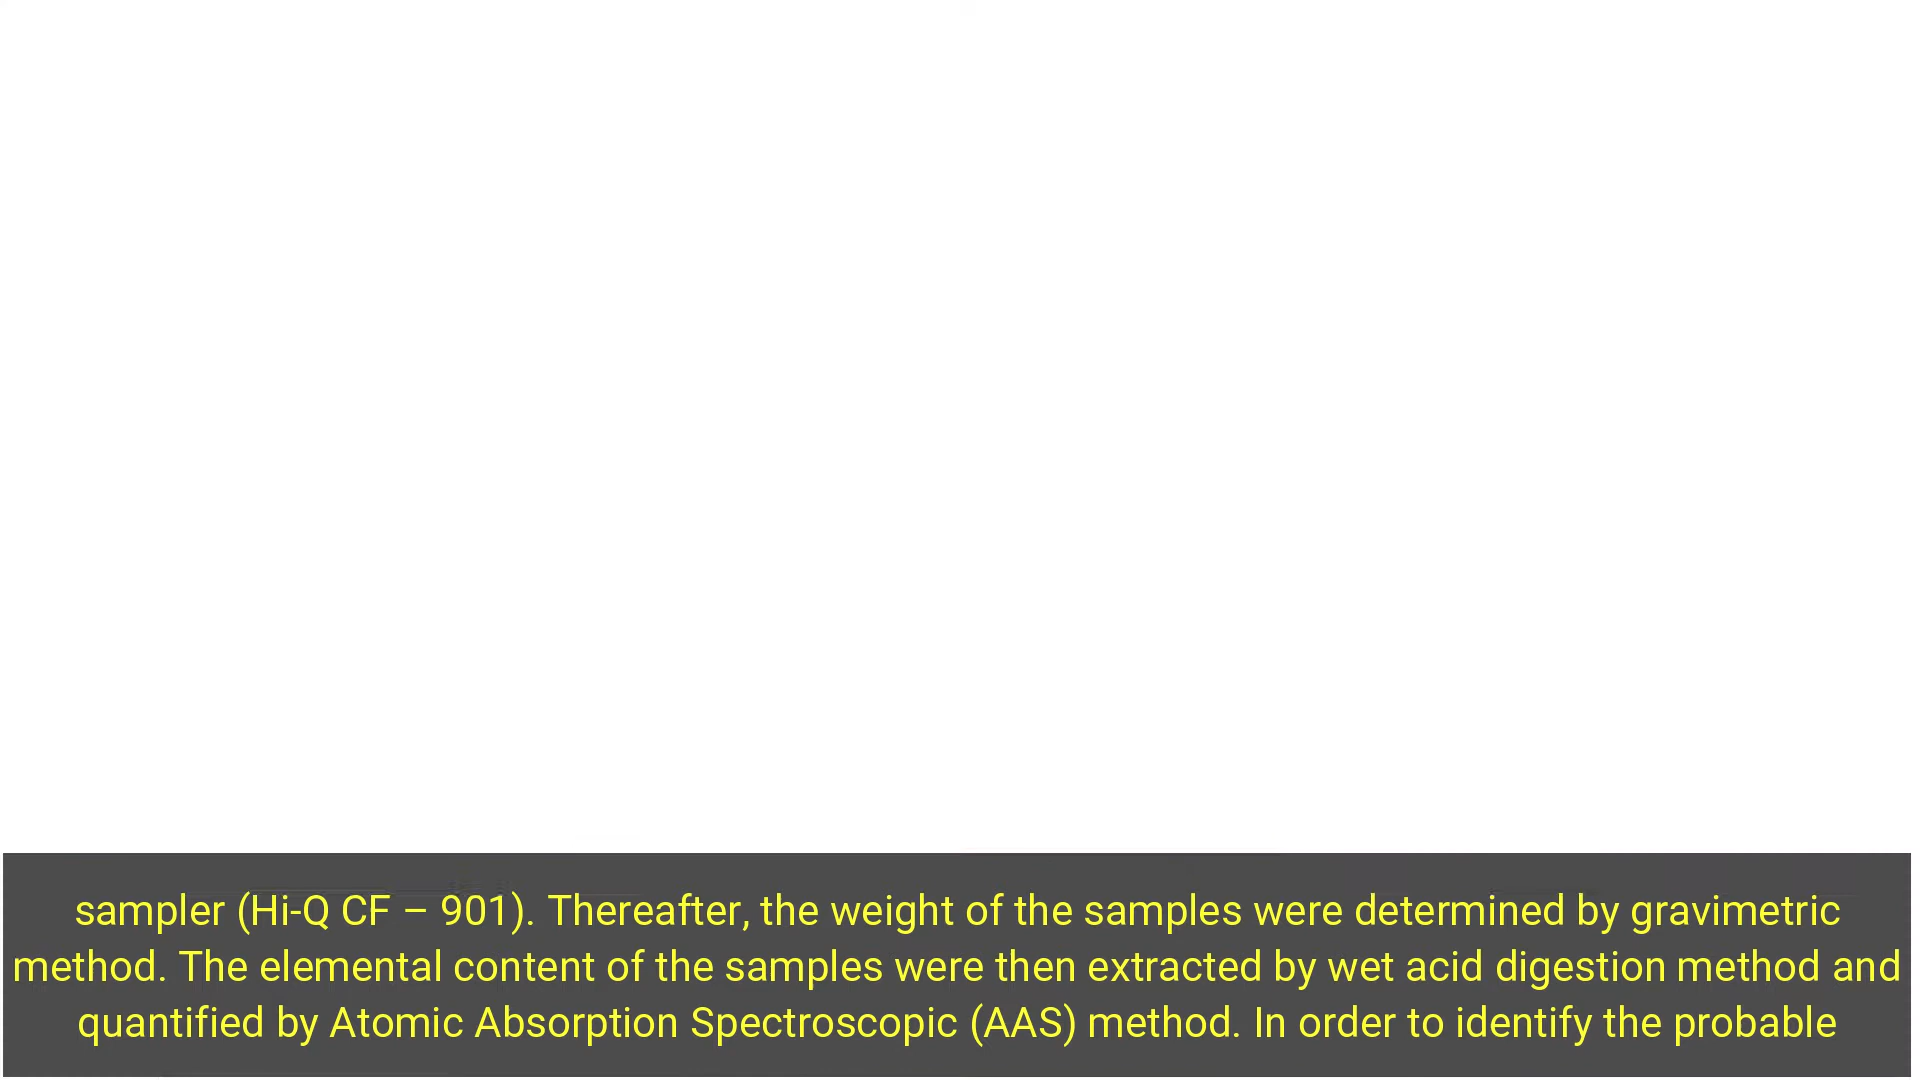 sampler (Hi-Q CF – 901). Thereafter, the weight of the samples were determined by gravimetric
method. The elemental content of the samples were then extracted by wet acid digestion method and
quantified by Atomic Absorption Spectroscopic (AAS) method. In order to identify the probable